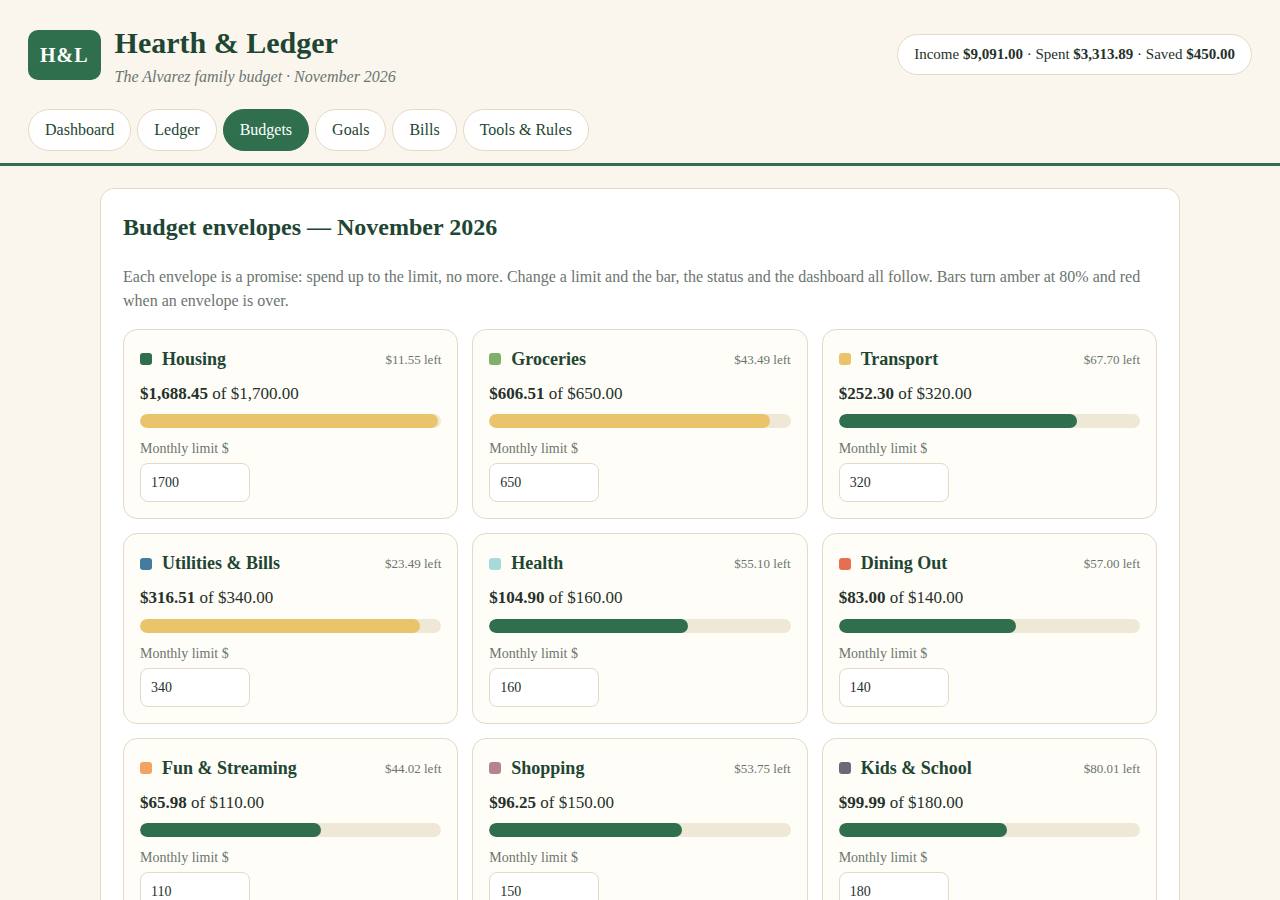 H&L
Hearth & Ledger
The Alvarez family budget · November 2026
Income $9,091.00 · Spent $3,313.89 · Saved $450.00
Dashboard Ledger Budgets Goals Bills Tools & Rules
Budget envelopes — November 2026
Each envelope is a promise: spend up to the limit, no more. Change a limit and the bar, the status and the dashboard all follow. Bars turn amber at 80% and red
when an envelope is over.
Housing $11.55 left
$1,688.45 of $1,700.00
Monthly limit $
1700
Groceries $43.49 left
$606.51 of $650.00
Monthly limit $
650
Transport $67.70 left
$252.30 of $320.00
Monthly limit $
320
Utilities & Bills $23.49 left
$316.51 of $340.00
Monthly limit $
340
Health $55.10 left
$104.90 of $160.00
Monthly limit $
160
Dining Out $57.00 left
$83.00 of $140.00
Monthly limit $
140
Fun & Streaming $44.02 left
$65.98 of $110.00
Monthly limit $
110
Shopping $53.75 left
$96.25 of $150.00
Monthly limit $
150
Kids & School $80.01 left
$99.99 of $180.00
Monthly limit $
180